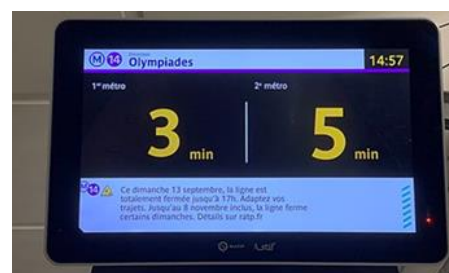 M 14 Olympiades 14:57
1er métro 2e métro
3 min 5 min
14 Ce dimanche 13 septembre, la ligne est
totalement fermée jusqu'à 17h. Adaptez vos
trajets. Jusqu'au 8 novembre inclus, la ligne ferme
certains dimanches. Détails sur ratp.fr